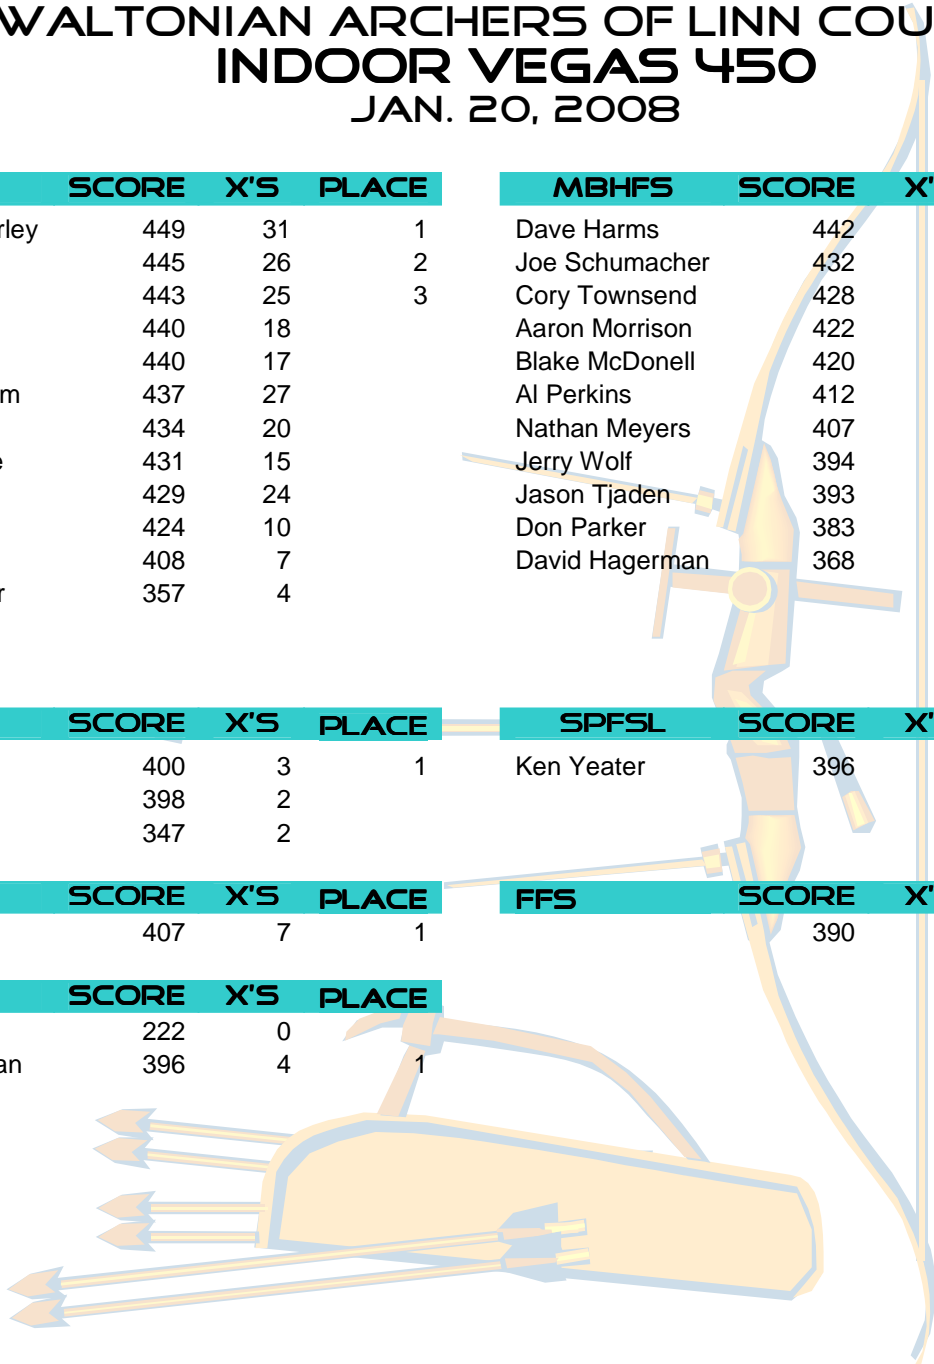 WALTONIAN ARCHERS OF LINN COU
INDOOR VEGAS 450
JAN. 20, 2008
SCORE X'S PLACE
rley 449 31 1
445 26 2
443 25 3
440 18
440 17
m 437 27
434 20
e 431 15
429 24
424 10
408 7
r 357 4
MBHFS SCORE X'
Dave Harms 442
Joe Schumacher 432
Cory Townsend 428
Aaron Morrison 422
Blake McDonell 420
Al Perkins 412
Nathan Meyers 407
Jerry Wolf 394
Jason Tjaden 393
Don Parker 383
David Hagerman 368
SCORE X'S PLACE
400 3 1
398 2
347 2
SPFSL SCORE X'
Ken Yeater 396
SCORE X'S PLACE
407 7 1
FFS SCORE X'
390
SCORE X'S PLACE
222 0
an 396 4 1